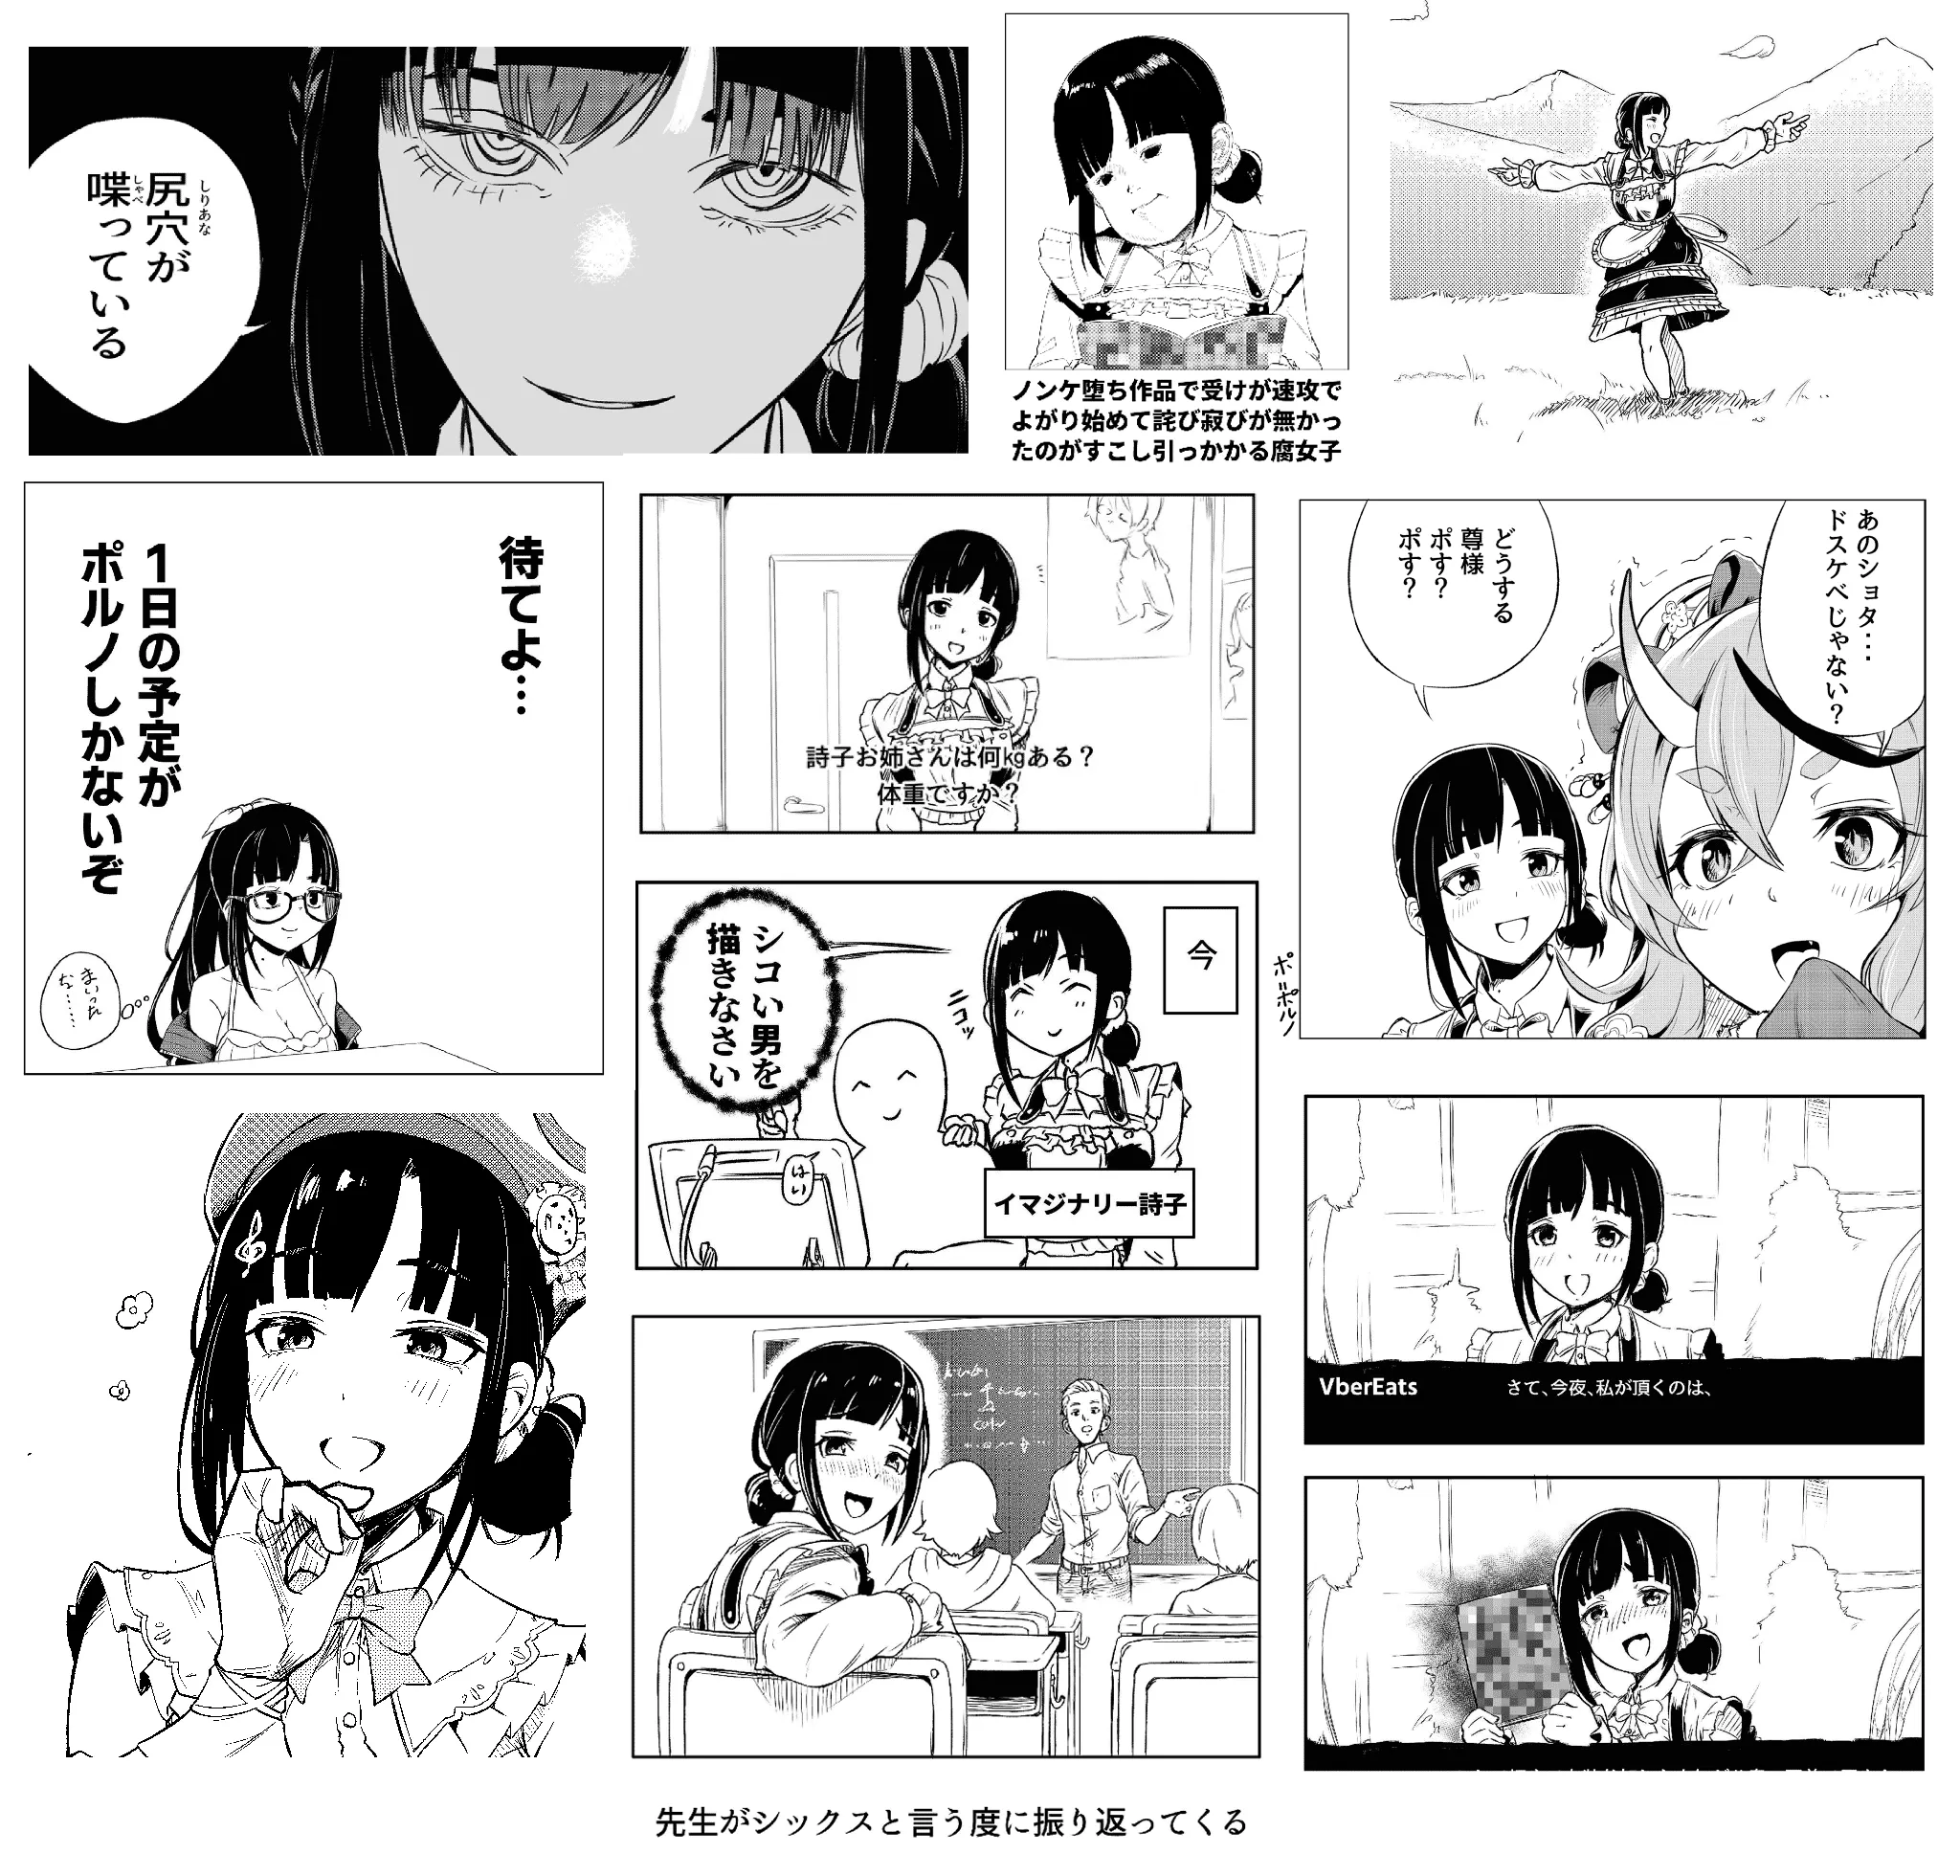 尻穴が
しりあな
喋っている
しゃべ
ノンケ堕ち作品で受けが速攻で
よがり始めて詫び寂びが無かっ
たのがすこし引っかかる腐女子
待てよ…
1日の予定が
ポルノしかないぞ
まいったな……
詩子お姉さんは何㎏ある？
体重ですか？
あのショタ…
ドスケベじゃない？
どうする
尊様
ポす？
ポす？
ポ=ポルノ
今
シコい男を
描きなさい
ニコッ
はい
イマジナリー詩子
VberEats
さて、今夜、私が頂くのは、
先生がシックスと言う度に振り返ってくる